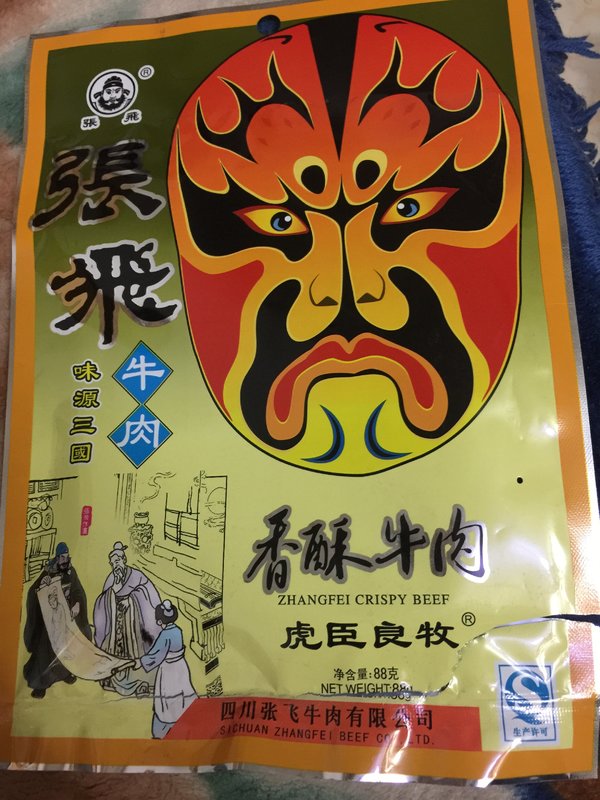 ®
張飛
張飛
牛肉
味源三國
香酥牛肉
ZHANGFEI CRISPY BEEF
虎臣良牧®
净含量:88克
NET WEIGHT:88g
四川张飞牛肉有限公司
SICHUAN ZHANGFEI BEEF CO.,LTD.
生产许可